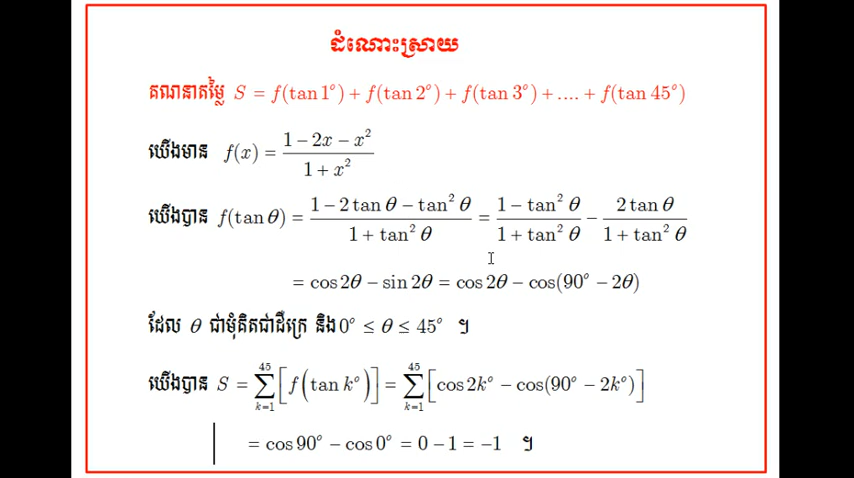 ដំណោះស្រាយ
គណនាតម្លៃ S = f(tan 1°) + f(tan 2°) + f(tan 3°) + .... + f(tan 45°)
យើងមាន f(x) = (1 − 2x − x²) / (1 + x²)
យើងបាន f(tan θ) = (1 − 2 tan θ − tan² θ) / (1 + tan² θ) = (1 − tan² θ) / (1 + tan² θ) − (2 tan θ) / (1 + tan² θ)
= cos 2θ − sin 2θ = cos 2θ − cos(90° − 2θ)
ដែល θ ជាមុំគិតជាដឺក្រេ និង 0° ≤ θ ≤ 45° ។
យើងបាន S = ∑_{k=1}^{45} [f(tan k°)] = ∑_{k=1}^{45} [cos 2k° − cos(90° − 2k°)]
= cos 90° − cos 0° = 0 − 1 = −1 ។